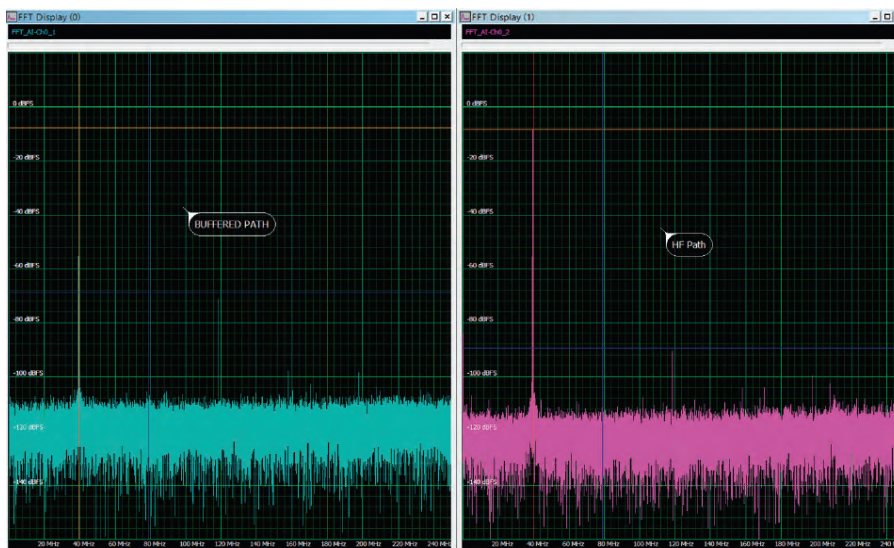 FFT Display (0)
FFT_AI-Ch0_1
0 dBFS
-20 dBFS
-40 dBFS
-60 dBFS
-80 dBFS
-100 dBFS
-120 dBFS
-140 dBFS
BUFFERED PATH
20 MHz 40 MHz 60 MHz 80 MHz 100 MHz 120 MHz 140 MHz 160 MHz 180 MHz 200 MHz 220 MHz 240 MHz
FFT Display (1)
FFT_AI-Ch0_2
0 dBFS
-20 dBFS
-40 dBFS
-60 dBFS
-80 dBFS
-100 dBFS
-120 dBFS
-140 dBFS
HF Path
20 MHz 40 MHz 60 MHz 80 MHz 100 MHz 120 MHz 140 MHz 160 MHz 180 MHz 200 MHz 220 MHz 240